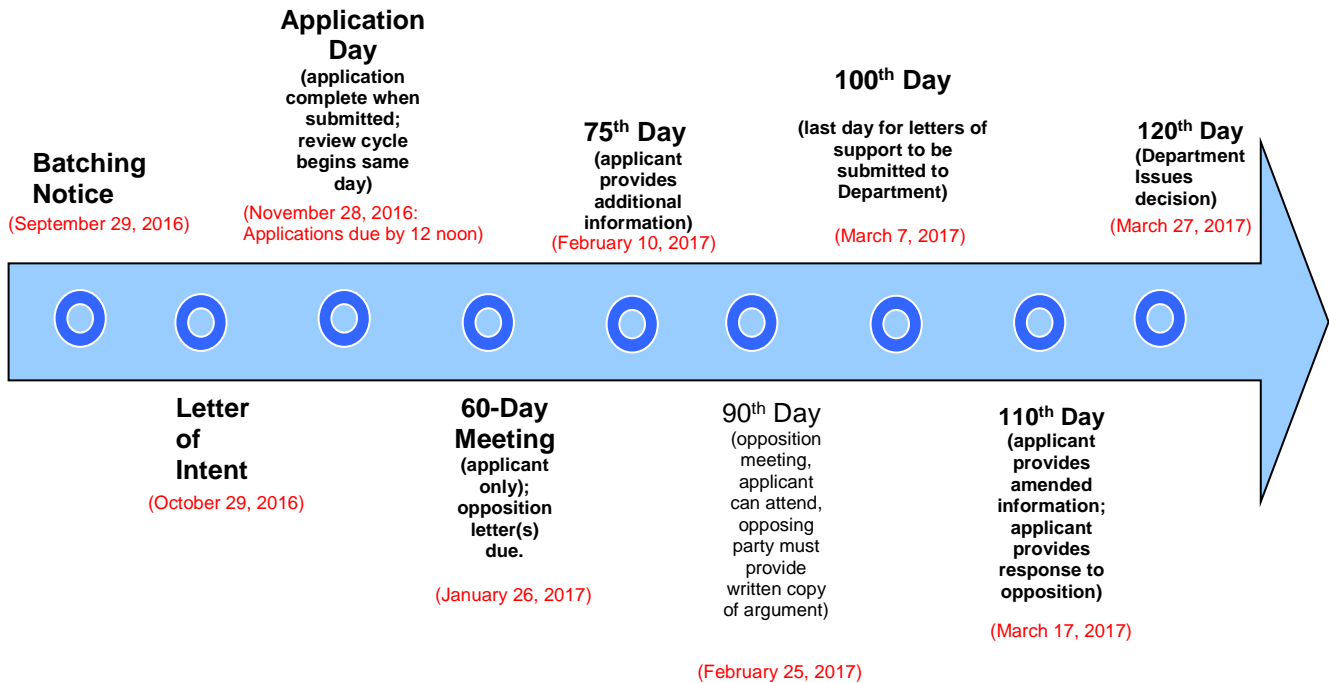 Batching
Notice
(September 29, 2016)
Letter
of
Intent
(October 29, 2016)
Application
Day
(application
complete when
submitted;
review cycle
begins same
day)
(November 28, 2016:
Applications due by 12 noon)
60-Day
Meeting
(applicant
only);
opposition
letter(s)
due.
(January 26, 2017)
75th Day
(applicant
provides
additional
information)
(February 10, 2017)
90th Day
(opposition
meeting,
applicant
can attend,
opposing
party must
provide
written copy
of argument)
(February 25, 2017)
100th Day
(last day for letters of
support to be
submitted to
Department)
(March 7, 2017)
110th Day
(applicant
provides
amended
information;
applicant
provides
response to
opposition)
(March 17, 2017)
120th Day
(Department
Issues
decision)
(March 27, 2017)